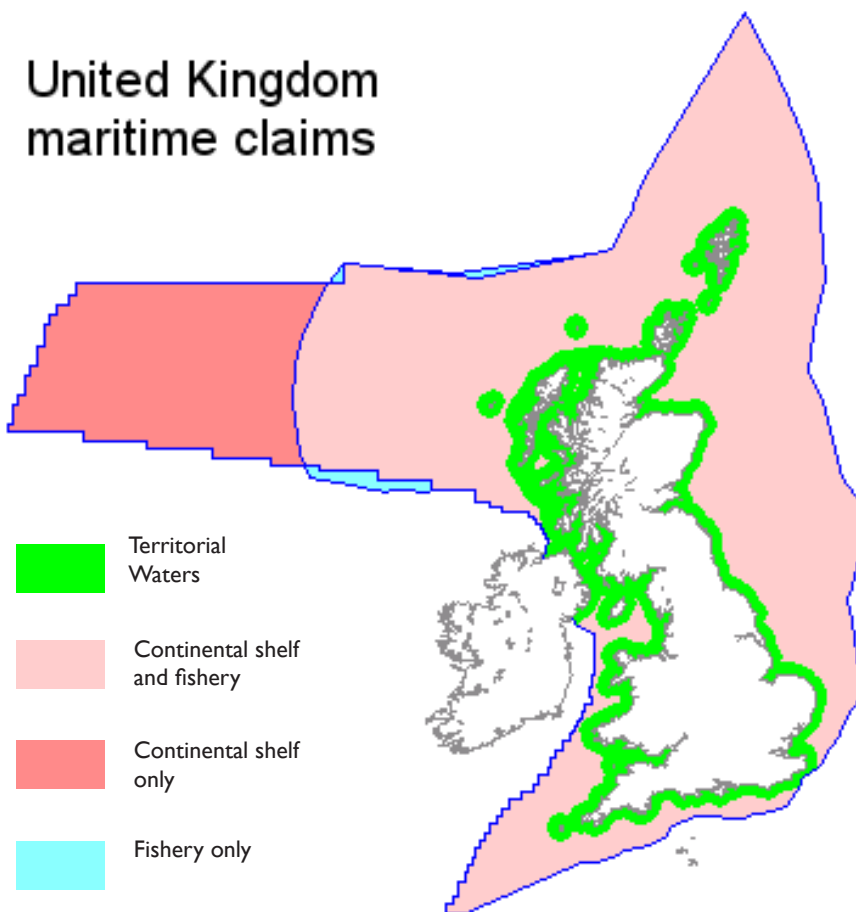 United Kingdom
maritime claims
Territorial
Waters
Continental shelf
and fishery
Continental shelf
only
Fishery only